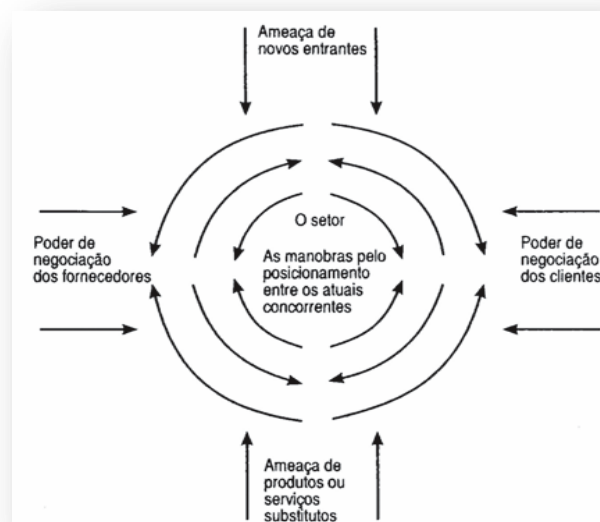 Ameaça de
novos entrantes
O setor
Poder de
negociação
dos fornecedores
As manobras pelo
posicionamento
entre os atuais
concorrentes
Poder de
negociação
dos clientes
Ameaça de
produtos ou
serviços
substitutos